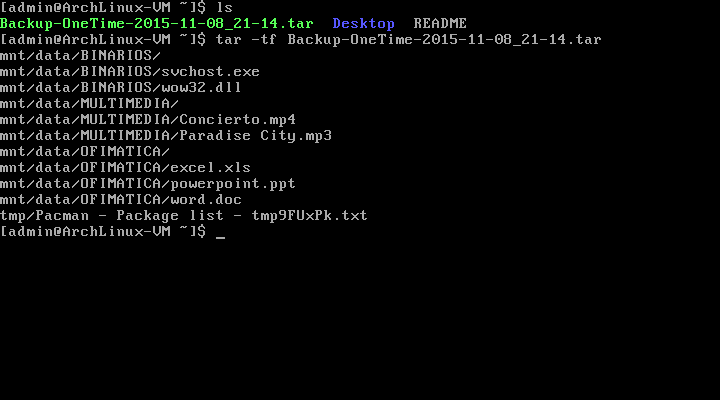 [admin@ArchLinux-VM ~]$ ls
Backup-OneTime-2015-11-08_21-14.tar  Desktop  README
[admin@ArchLinux-VM ~]$ tar -tf Backup-OneTime-2015-11-08_21-14.tar
mnt/data/BINARIOS/
mnt/data/BINARIOS/svchost.exe
mnt/data/BINARIOS/wow32.dll
mnt/data/MULTIMEDIA/
mnt/data/MULTIMEDIA/Concierto.mp4
mnt/data/MULTIMEDIA/Paradise City.mp3
mnt/data/OFIMATICA/
mnt/data/OFIMATICA/excel.xls
mnt/data/OFIMATICA/powerpoint.ppt
mnt/data/OFIMATICA/word.doc
tmp/Pacman - Package list - tmp9FUxPk.txt
[admin@ArchLinux-VM ~]$ _